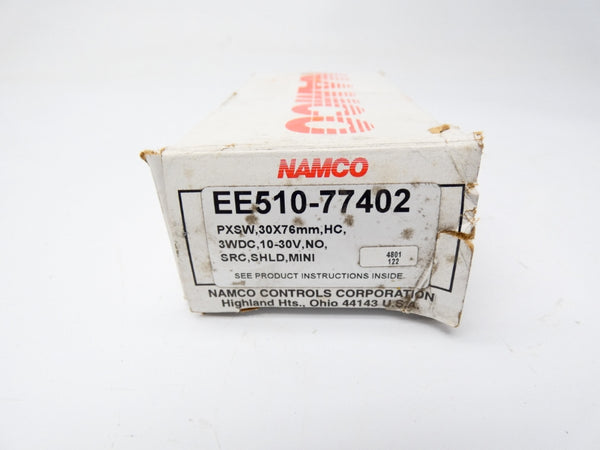 NAMCO
EE510-77402
PXSW,30X76mm,HC,
3WDC,10-30V,NO,
SRC,SHLD,MINI
4801
122
SEE PRODUCT INSTRUCTIONS INSIDE.
NAMCO CONTROLS CORPORATION
Highland Hts., Ohio 44143 U.S.A.